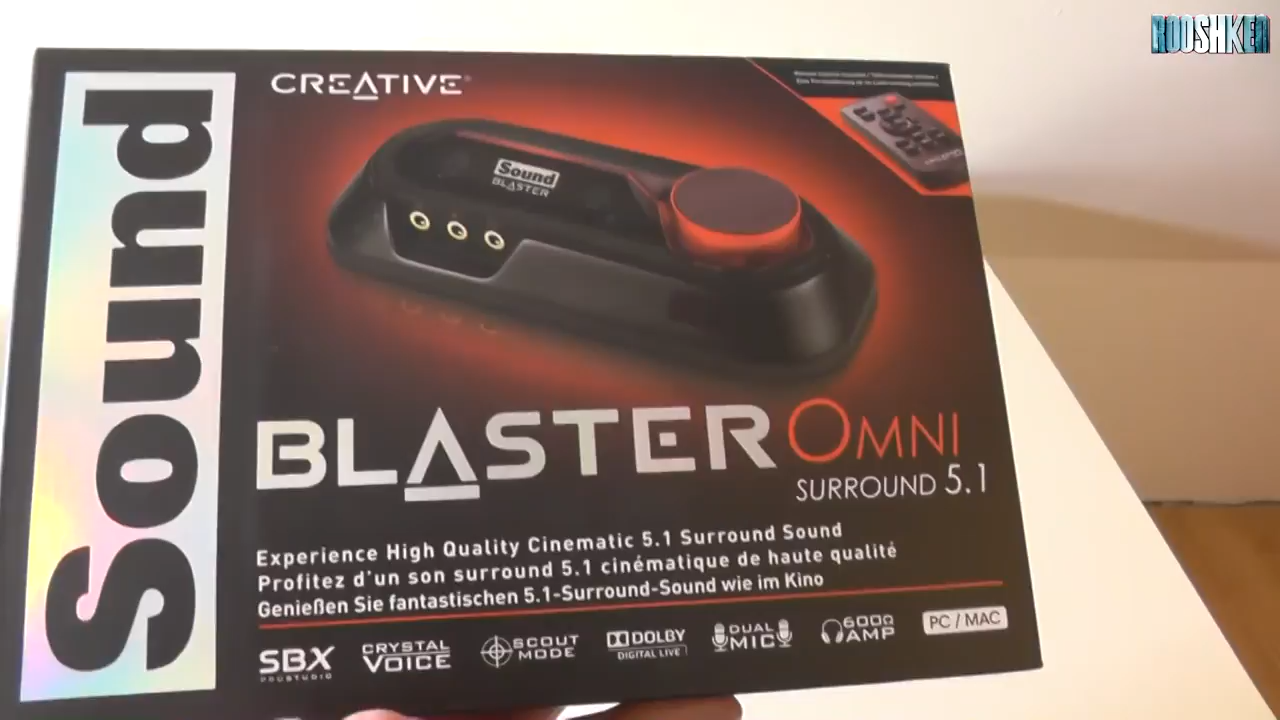 ROOSHKER
CREATIVE
Sound
Sound
BLASTER
BLASTER OMNI
SURROUND 5.1
Experience High Quality Cinematic 5.1 Surround Sound
Profitez d'un son surround 5.1 cinématique de haute qualité
Genießen Sie fantastischen 5.1-Surround-Sound wie im Kino
SBX
PROSTUDIO
CRYSTAL
VOICE
SCOUT
MODE
DOLBY
DIGITAL LIVE
DUAL
MIC
600Ω
AMP
PC / MAC